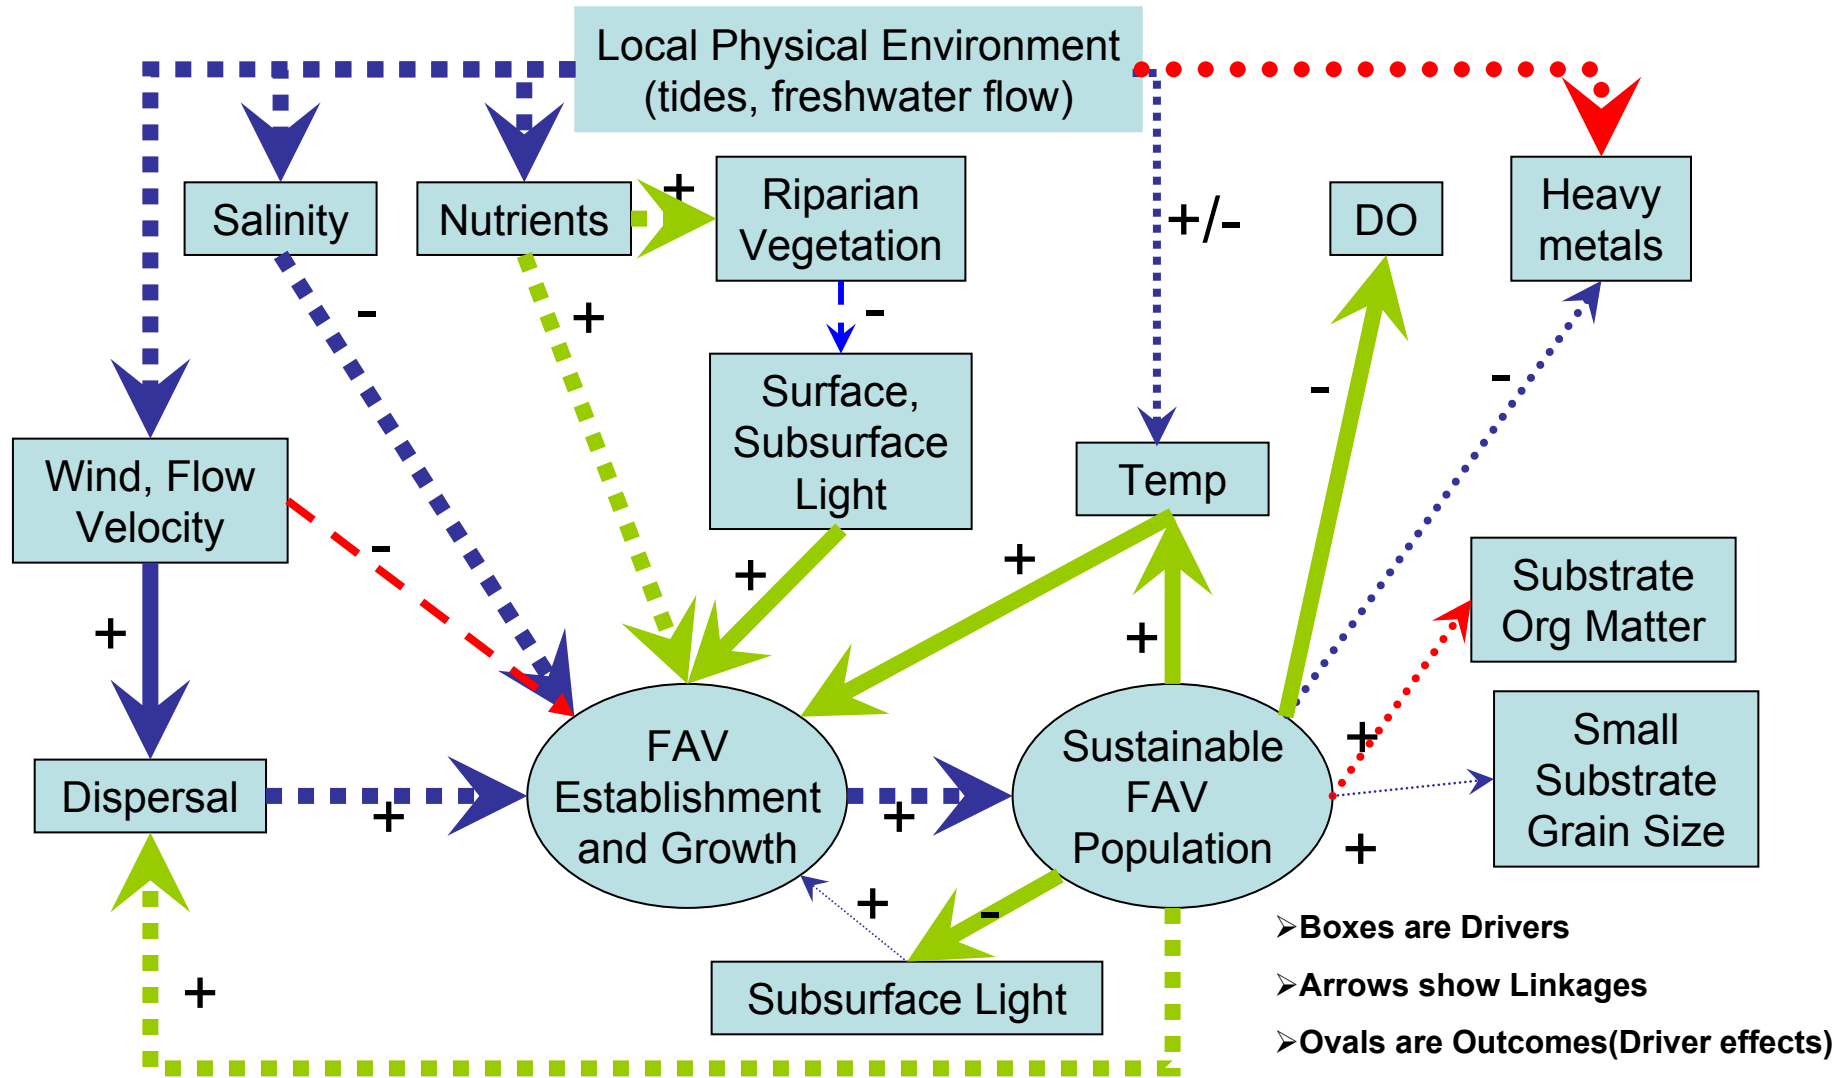 Local Physical Environment
(tides, freshwater flow)
Salinity
Nutrients
+
Riparian
Vegetation
+/-
DO
Heavy
metals
-
+
-
-
-
Surface,
Subsurface
Light
Temp
Wind, Flow
Velocity
-
+
+
+
+
Substrate
Org Matter
Dispersal
+
FAV
Establishment
and Growth
+
Sustainable
FAV
Population
+
+
Small
Substrate
Grain Size
+
-
+
Subsurface Light
➢Boxes are Drivers
➢Arrows show Linkages
➢Ovals are Outcomes(Driver effects)